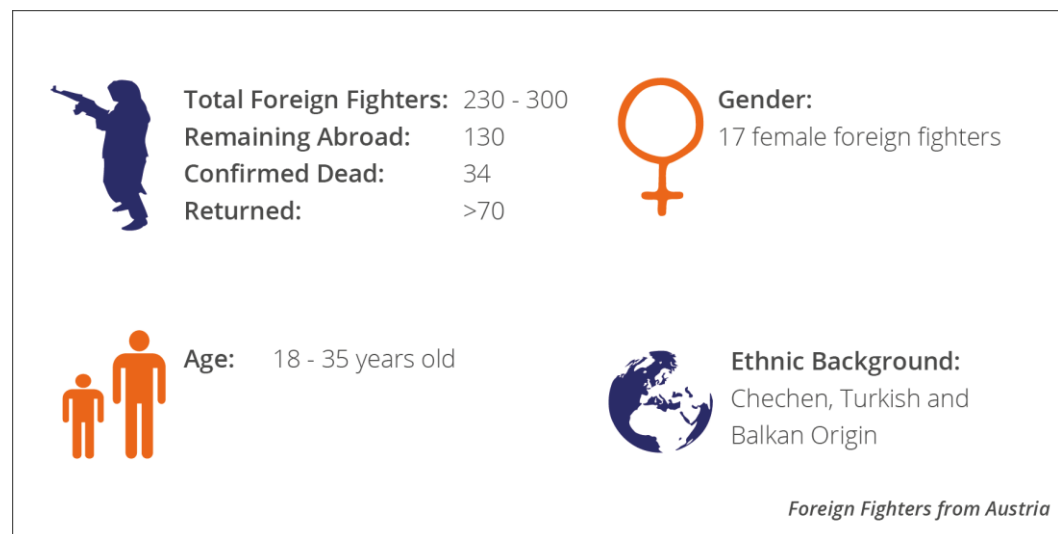 Total Foreign Fighters: 230 - 300
Remaining Abroad: 130
Confirmed Dead: 34
Returned: >70
Gender:
17 female foreign fighters
Age: 18 - 35 years old
Ethnic Background:
Chechen, Turkish and
Balkan Origin
Foreign Fighters from Austria